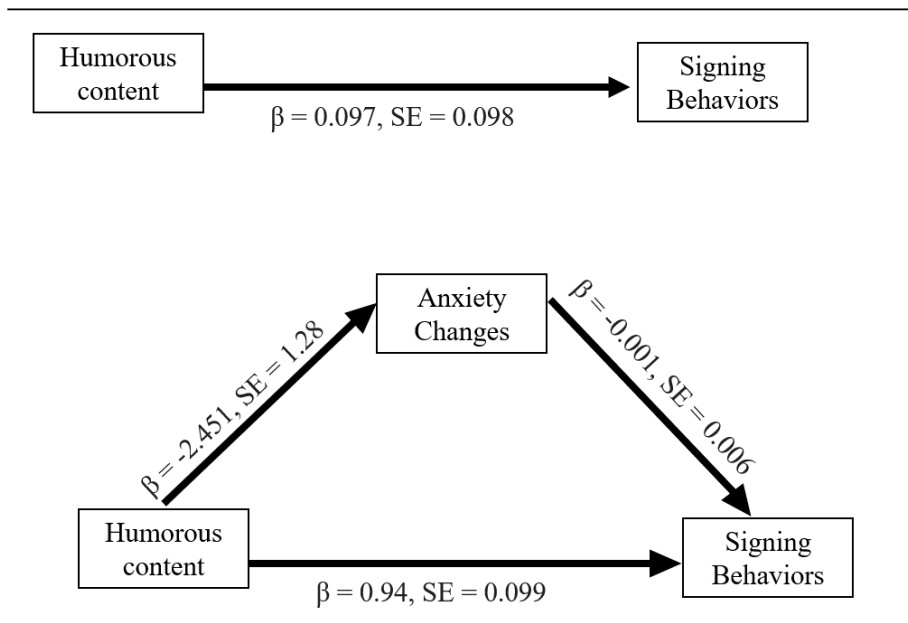 Humorous
content
Signing
Behaviors
β = 0.097, SE = 0.098
Anxiety
Changes
β = -2.451, SE = 1.28
β = -0.001, SE = 0.006
Humorous
content
Signing
Behaviors
β = 0.94, SE = 0.099